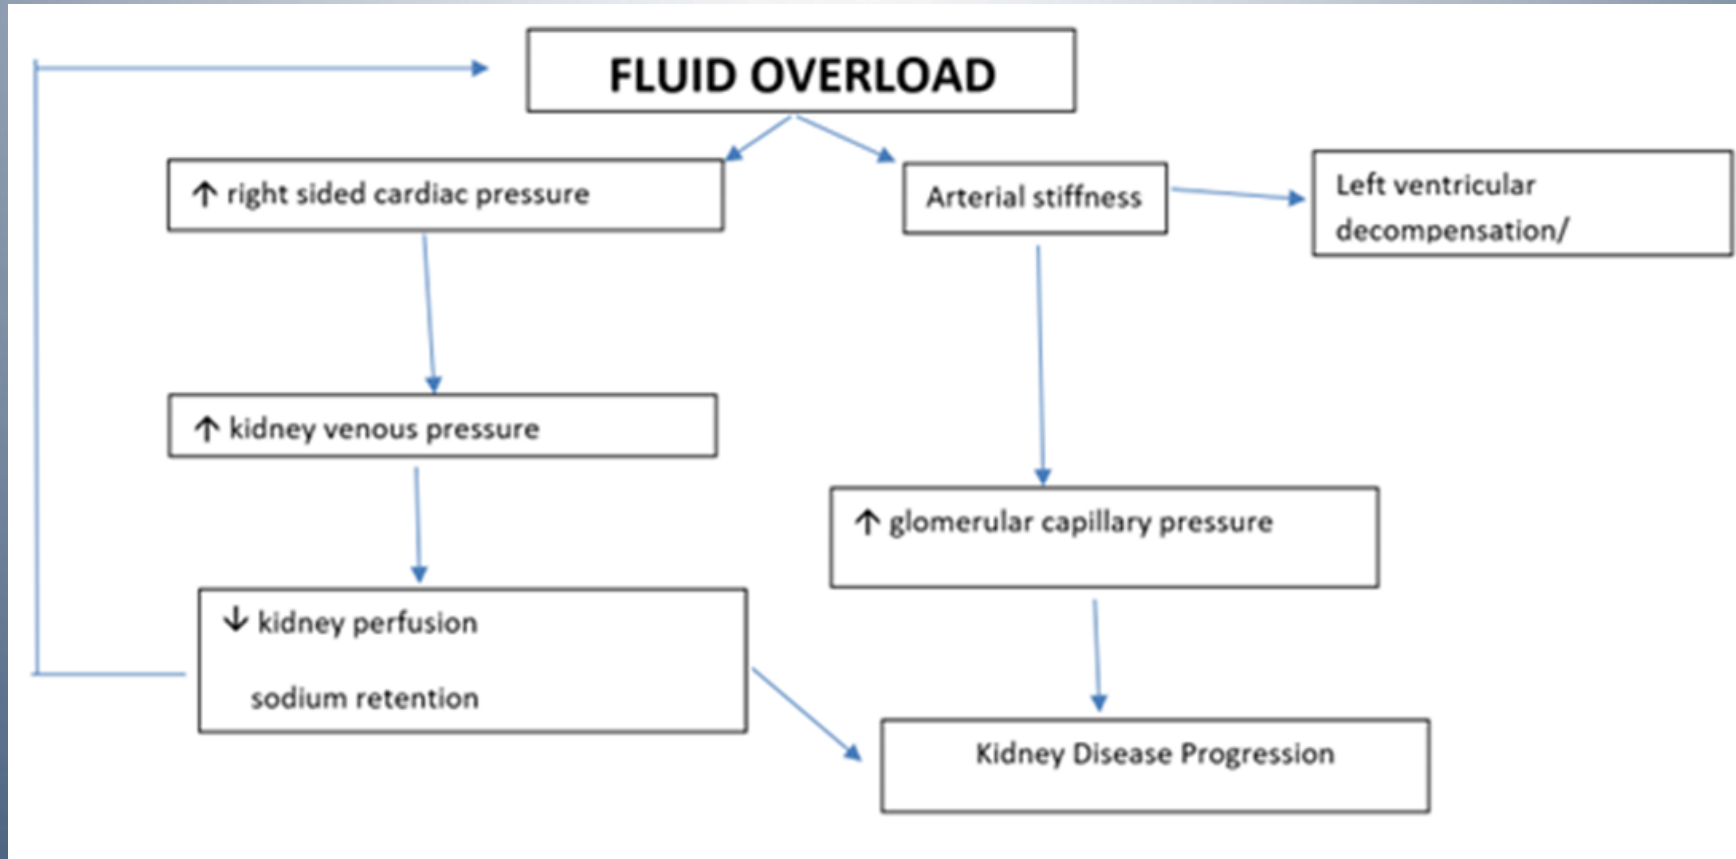 FLUID OVERLOAD
↑ right sided cardiac pressure
Arterial stiffness
Left ventricular
decompensation/
↑ kidney venous pressure
↑ glomerular capillary pressure
↓ kidney perfusion
sodium retention
Kidney Disease Progression